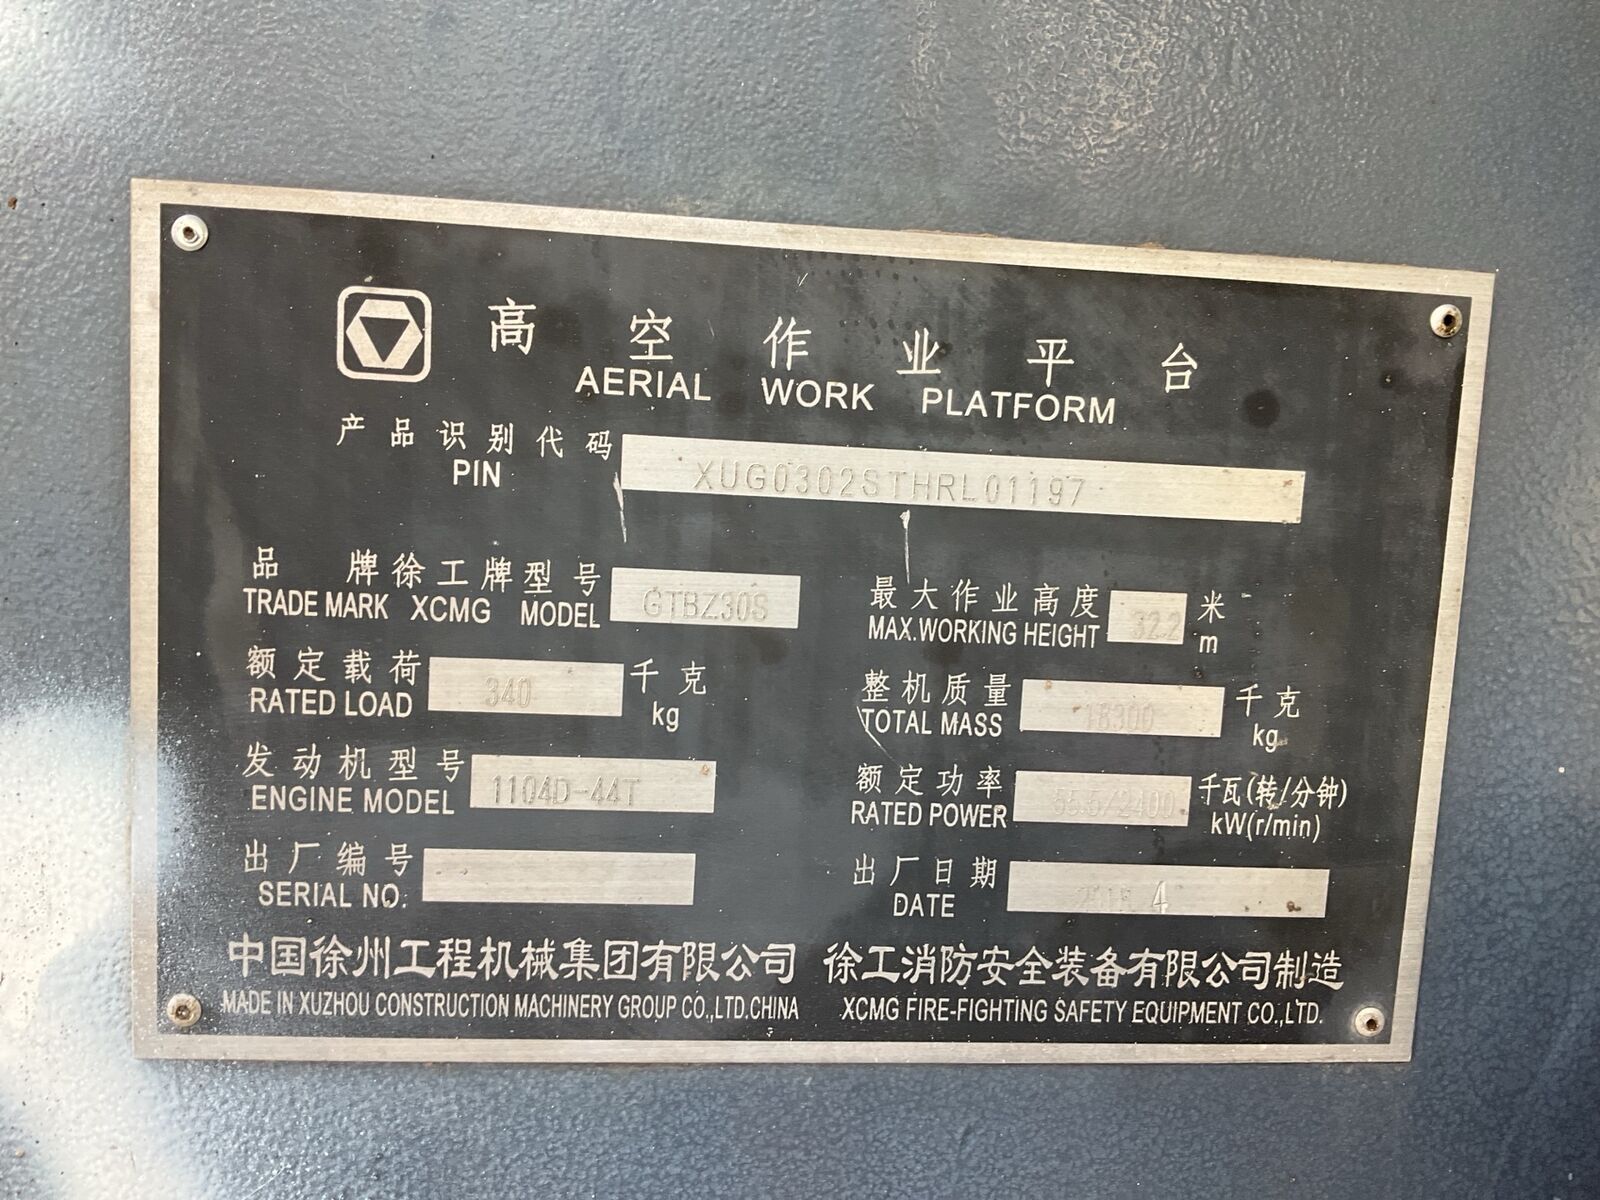 高空作业平台
AERIAL WORK PLATFORM
产品识别代码
PIN XUG0302STHRL01197
品牌徐工牌型号
TRADE MARK XCMG MODEL GTBZ30S
最大作业高度 32.2 米
MAX.WORKING HEIGHT m
额定载荷 340 千克
RATED LOAD kg
整机质量 18300 千克
TOTAL MASS kg
发动机型号
ENGINE MODEL 1104D-44T
额定功率 千瓦(转/分钟)
RATED POWER /2400 kW(r/min)
出厂编号
SERIAL NO.
出厂日期
DATE 4
中国徐州工程机械集团有限公司 徐工消防安全装备有限公司制造
MADE IN XUZHOU CONSTRUCTION MACHINERY GROUP CO.,LTD.CHINA XCMG FIRE-FIGHTING SAFETY EQUIPMENT CO.,LTD.